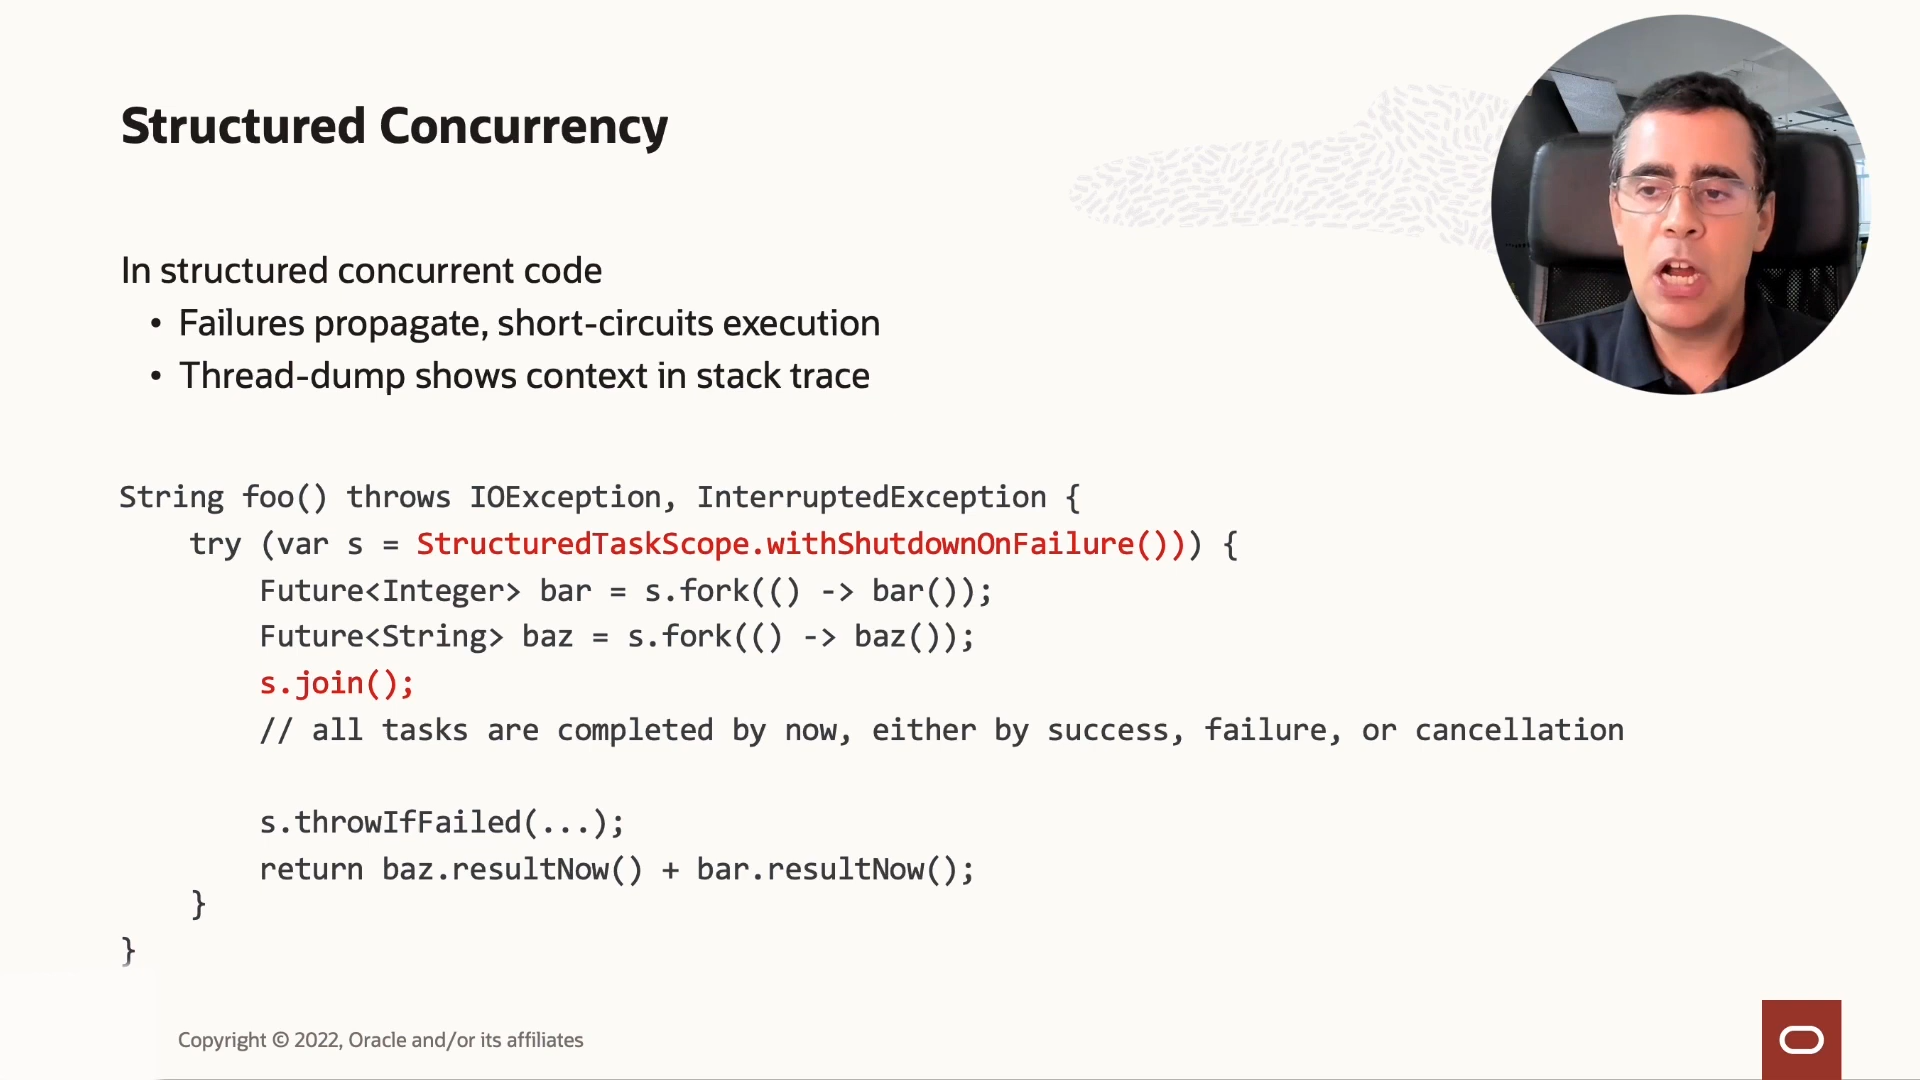 Structured Concurrency
In structured concurrent code
• Failures propagate, short-circuits execution
• Thread-dump shows context in stack trace
String foo() throws IOException, InterruptedException {
    try (var s = StructuredTaskScope.withShutdownOnFailure())) {
        Future<Integer> bar = s.fork(() -> bar());
        Future<String> baz = s.fork(() -> baz());
        s.join();
        // all tasks are completed by now, either by success, failure, or cancellation
        s.throwIfFailed(...);
        return baz.resultNow() + bar.resultNow();
    }
}
Copyright © 2022, Oracle and/or its affiliates